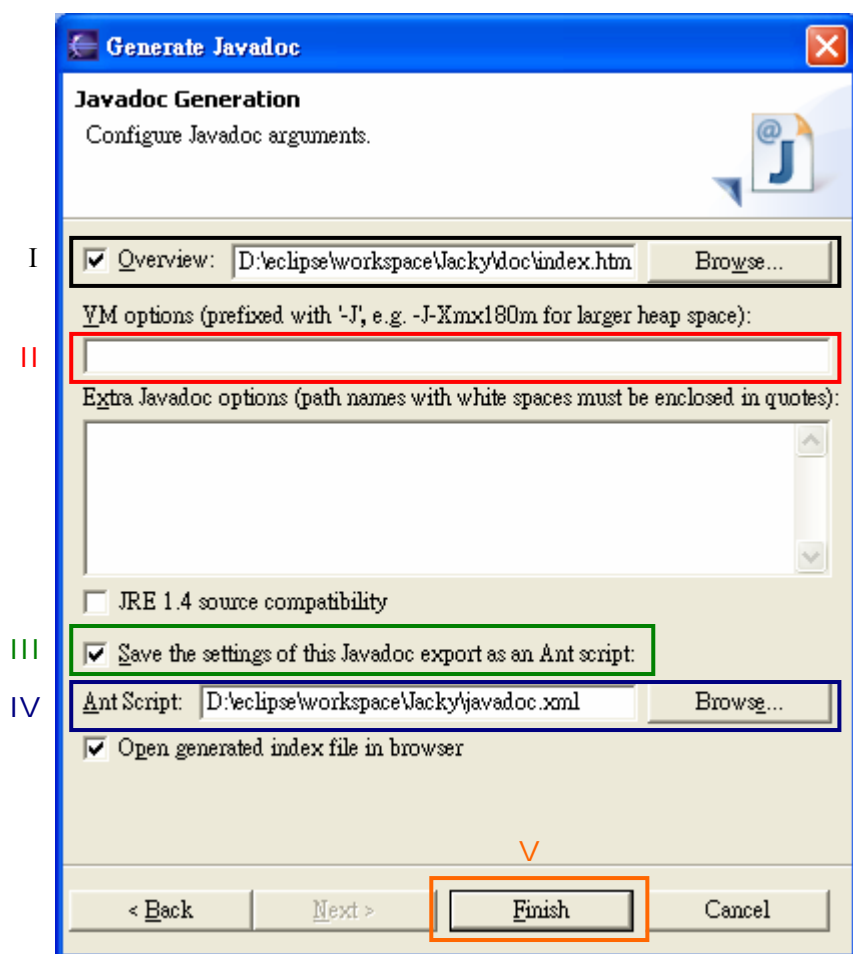 Generate Javadoc
Javadoc Generation
Configure Javadoc arguments.
@J
I Overview: D:\eclipse\workspace\Jacky\doc\index.htm Browse...
VM options (prefixed with '-J', e.g. -J-Xmx180m for larger heap space):
II
Extra Javadoc options (path names with white spaces must be enclosed in quotes):
JRE 1.4 source compatibility
III Save the settings of this Javadoc export as an Ant script:
IV Ant Script: D:\eclipse\workspace\Jacky\javadoc.xml Browse...
Open generated index file in browser
V
< Back Next > Finish Cancel